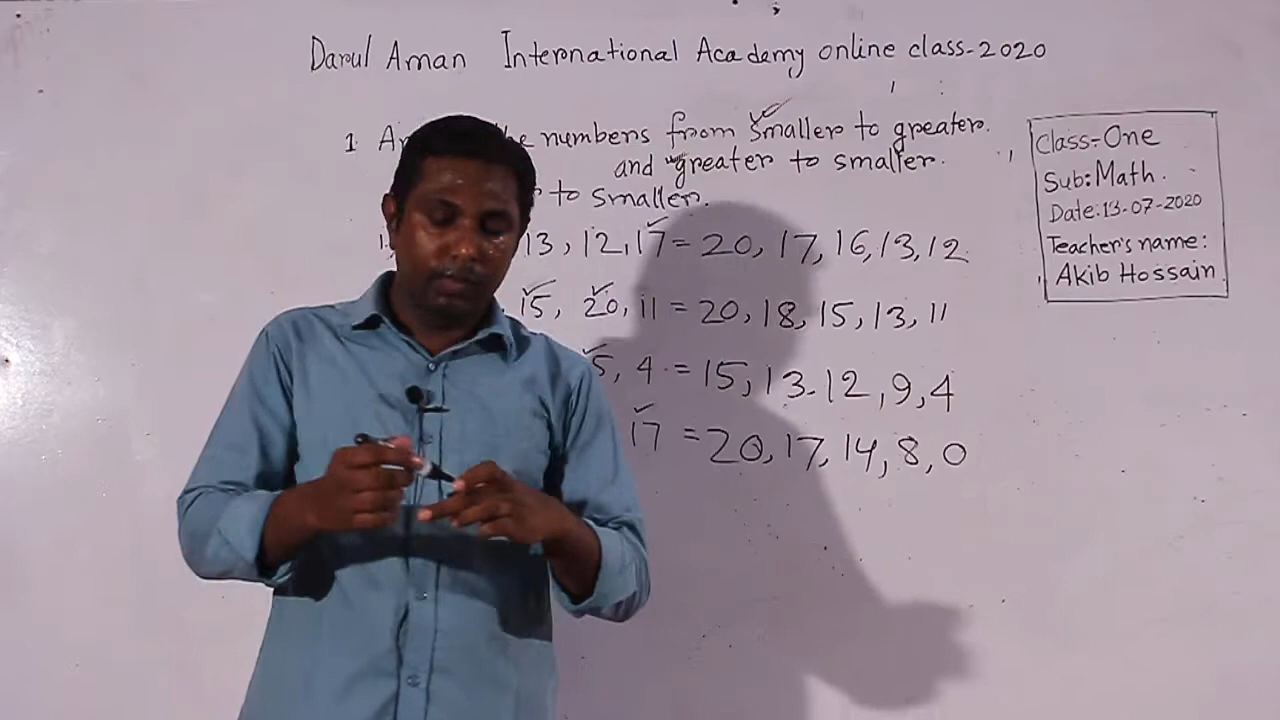 Darul Aman International Academy online class-2020
1. the numbers from smaller to greater.
and greater to smaller.
to smaller.
13, 12, 17 = 20, 17, 16, 13, 12
15, 20, 11 = 20, 18, 15, 13, 11
5, 4 = 15, 13. 12, 9, 4
17 = 20, 17, 14, 8, 0
Class-One
Sub: Math.
Date: 13-07-2020
Teacher's name:
Akib Hossain